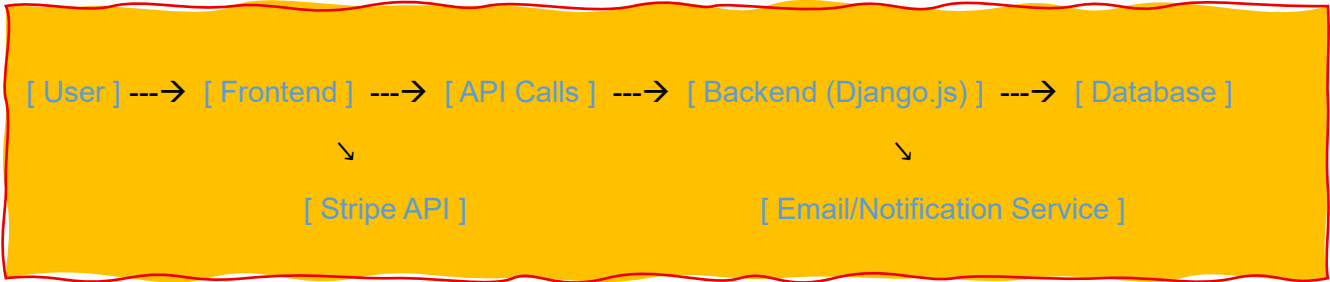 [ User ] ---→ [ Frontend ] ---→ [ API Calls ] ---→ [ Backend (Django.js) ] ---→ [ Database ]
↘ ↘
[ Stripe API ] [ Email/Notification Service ]